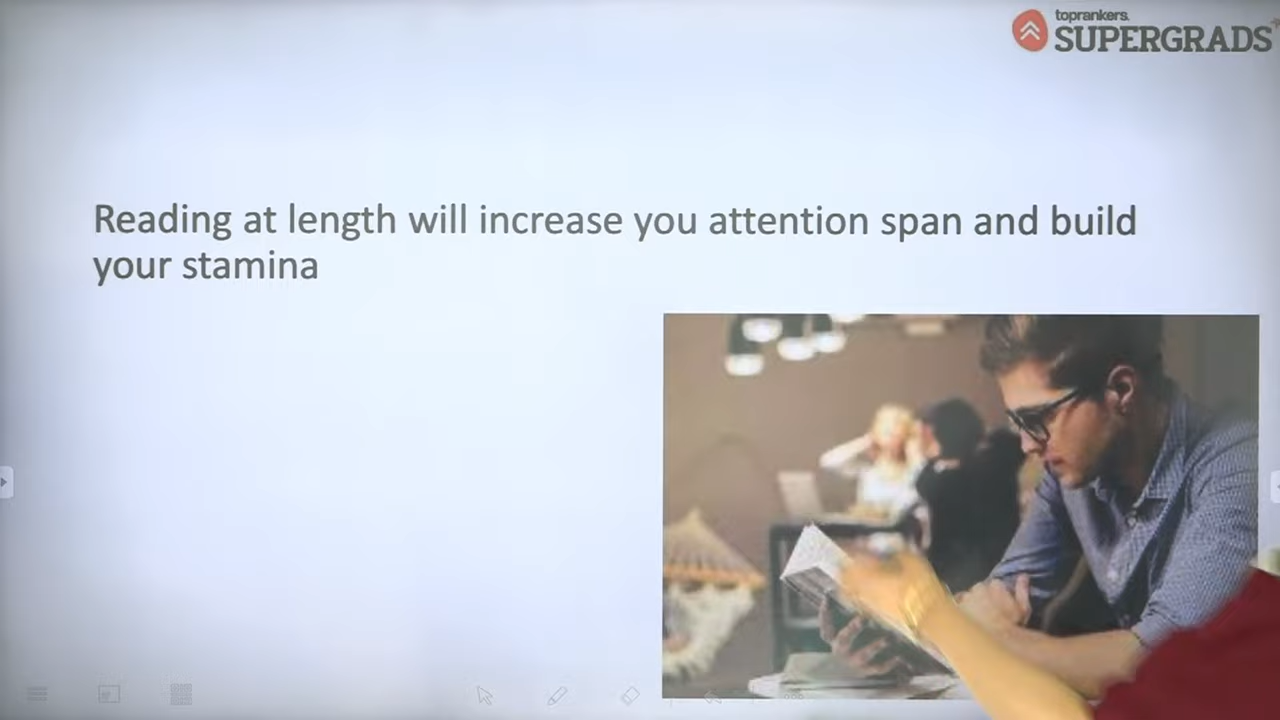 toprankers.
SUPERGRADS
Reading at length will increase you attention span and build
your stamina